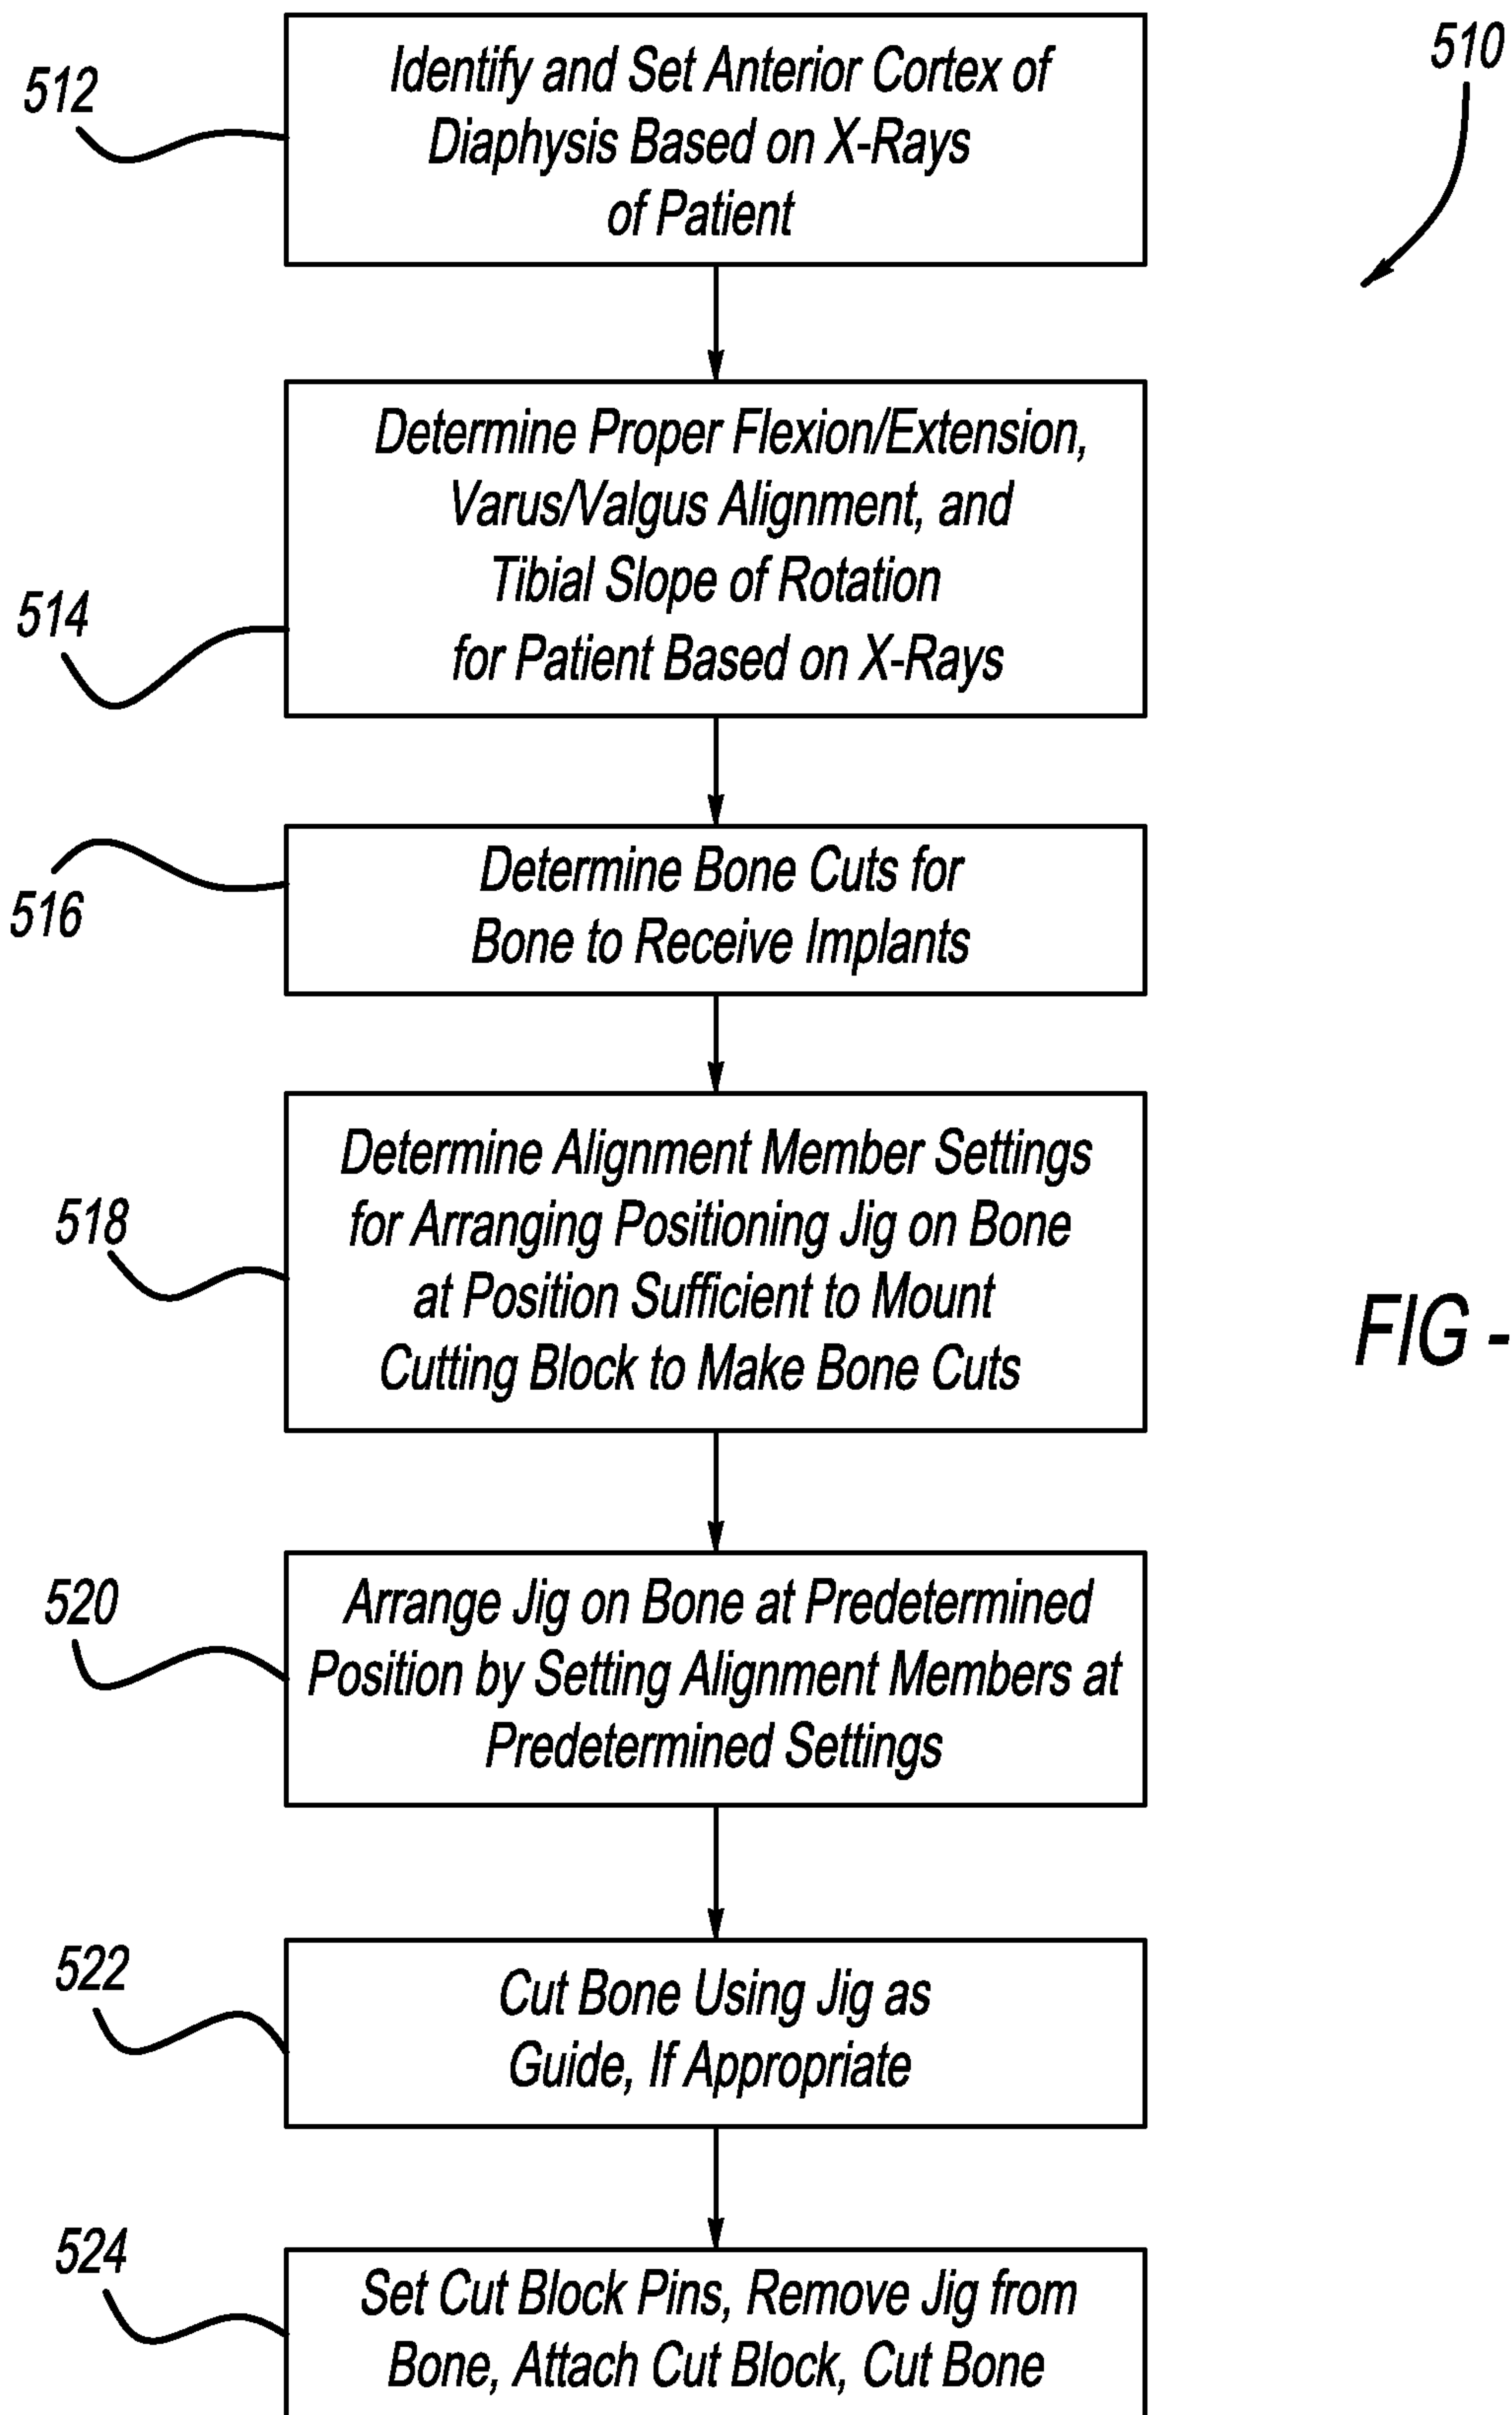 510
512
Identify and Set Anterior Cortex of
Diaphysis Based on X-Rays
of Patient
Determine Proper Flexion/Extension,
Varus/Valgus Alignment, and
Tibial Slope of Rotation
for Patient Based on X-Rays
514
516
Determine Bone Cuts for
Bone to Receive Implants
518
Determine Alignment Member Settings
for Arranging Positioning Jig on Bone
at Position Sufficient to Mount
Cutting Block to Make Bone Cuts
FIG -
520
Arrange Jig on Bone at Predetermined
Position by Setting Alignment Members at
Predetermined Settings
522
Cut Bone Using Jig as
Guide, If Appropriate
524
Set Cut Block Pins, Remove Jig from
Bone, Attach Cut Block, Cut Bone